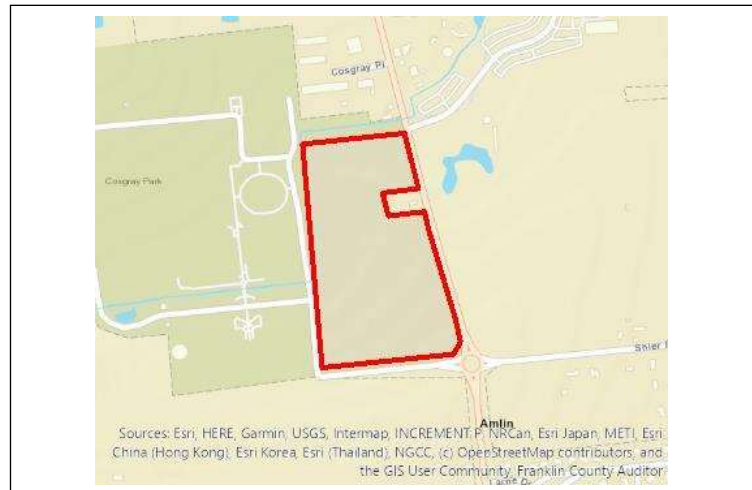 Cosgray Pl
Cosgray Park
Shier R
Amlin
Sources: Esri, HERE, Garmin, USGS, Intermap, INCREMENT P, NRCan, Esri Japan, METI, Esri
China (Hong Kong), Esri Korea, Esri (Thailand), NGCC, (c) OpenStreetMap contributors, and
the GIS User Community, Franklin County Auditor